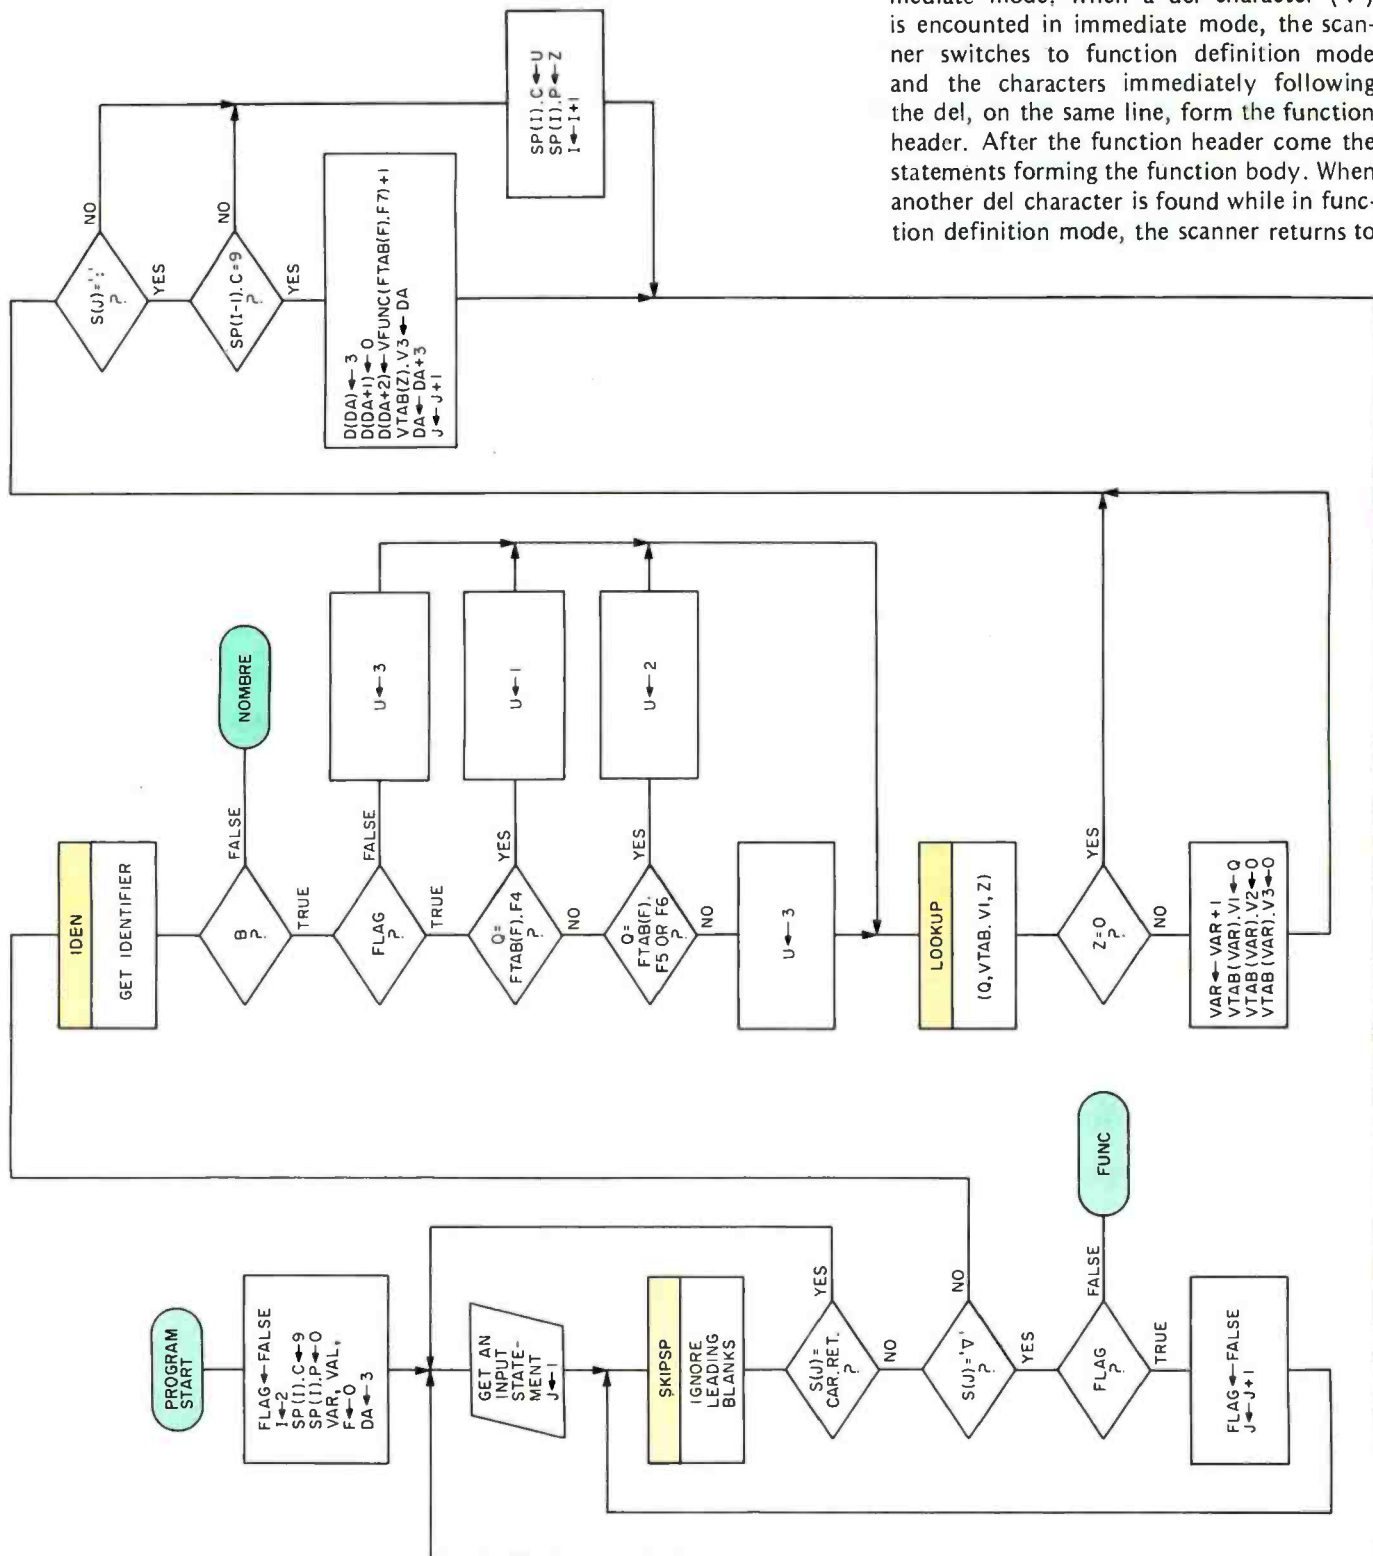 mediate mode, when a del character (∇)
is encounted in immediate mode, the scan-
ner switches to function definition mode
and the characters immediately following
the del, on the same line, form the function
header. After the function header come the
statements forming the function body. When
another del character is found while in func-
tion definition mode, the scanner returns to
PROGRAM
START
FLAG←FALSE
I←2
SP(I).C←9
SP(I).P←0
VAR, VAL,
F←0
DA←3
GET AN
INPUT
STATE-
MENT
J←1
SKIPSP
IGNORE
LEADING
BLANKS
S(J)=
CAR.RET.
?
YES
NO
S(J)='∇'
?
NO
YES
FLAG
?
FALSE
FUNC
TRUE
FLAG←FALSE
J←J+1
IDEN
GET IDENTIFIER
B
?
FALSE
NOMBRE
TRUE
FLAG
?
FALSE
U←3
TRUE
Q=
FTAB(F).F4
?
YES
U←1
NO
Q=
FTAB(F).
F5 OR F6
?
YES
U←2
NO
U←3
LOOKUP
(Q,VTAB.V1,Z)
Z=0
?
YES
NO
VAR←VAR+1
VTAB(VAR).V1←Q
VTAB(VAR).V2←0
VTAB(VAR).V3←0
S(J)=':'
?
NO
YES
SP(I-1).C=9
?
NO
YES
D(DA)←3
D(DA+1)←0
D(DA+2)←VFUNC(FTAB(F).F7)+1
VTAB(Z).V3←DA
DA←DA+3
J←J+1
SP(I).C←U
SP(I).P←Z
I←I+1